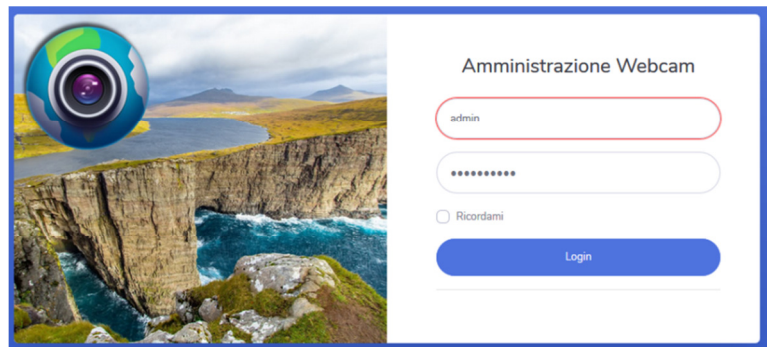 Amministrazione Webcam
admin
••••••••••
Ricordami
Login